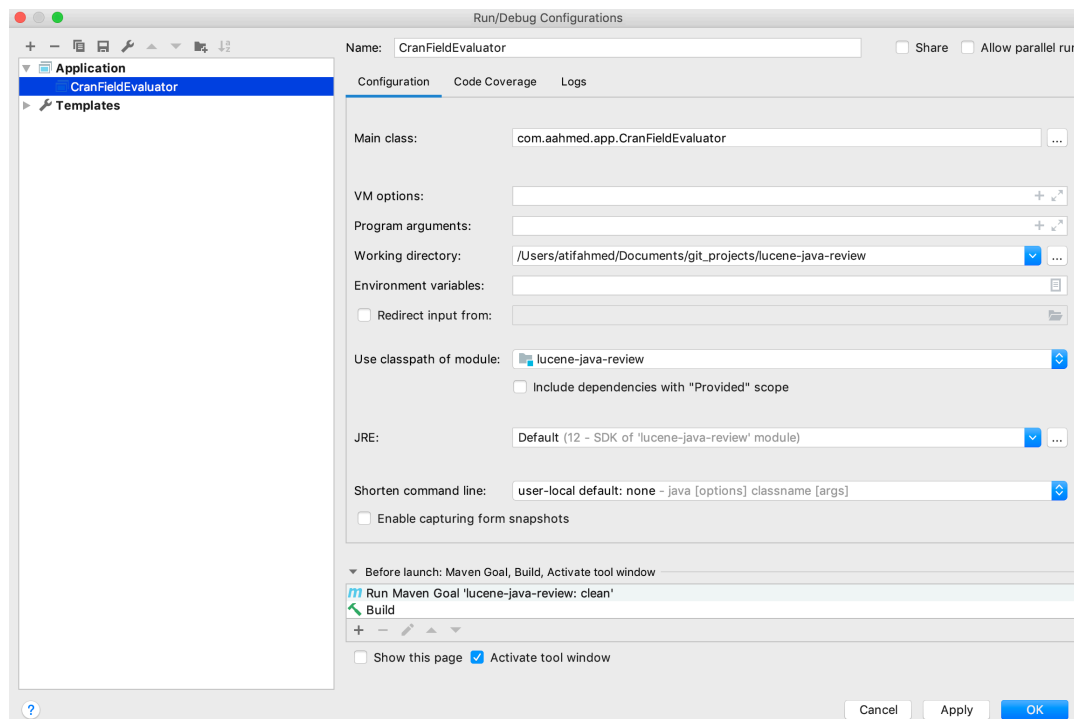 Run/Debug Configurations
Application
CranFieldEvaluator
Templates
Name: CranFieldEvaluator
Share
Allow parallel run
Configuration Code Coverage Logs
Main class: com.aahmed.app.CranFieldEvaluator ...
VM options:
Program arguments:
Working directory: /Users/atifahmed/Documents/git_projects/lucene-java-review ...
Environment variables:
Redirect input from:
Use classpath of module: lucene-java-review
Include dependencies with "Provided" scope
JRE: Default (12 - SDK of 'lucene-java-review' module) ...
Shorten command line: user-local default: none - java [options] classname [args]
Enable capturing form snapshots
Before launch: Maven Goal, Build, Activate tool window
m Run Maven Goal 'lucene-java-review: clean'
Build
Show this page Activate tool window
? Cancel Apply OK